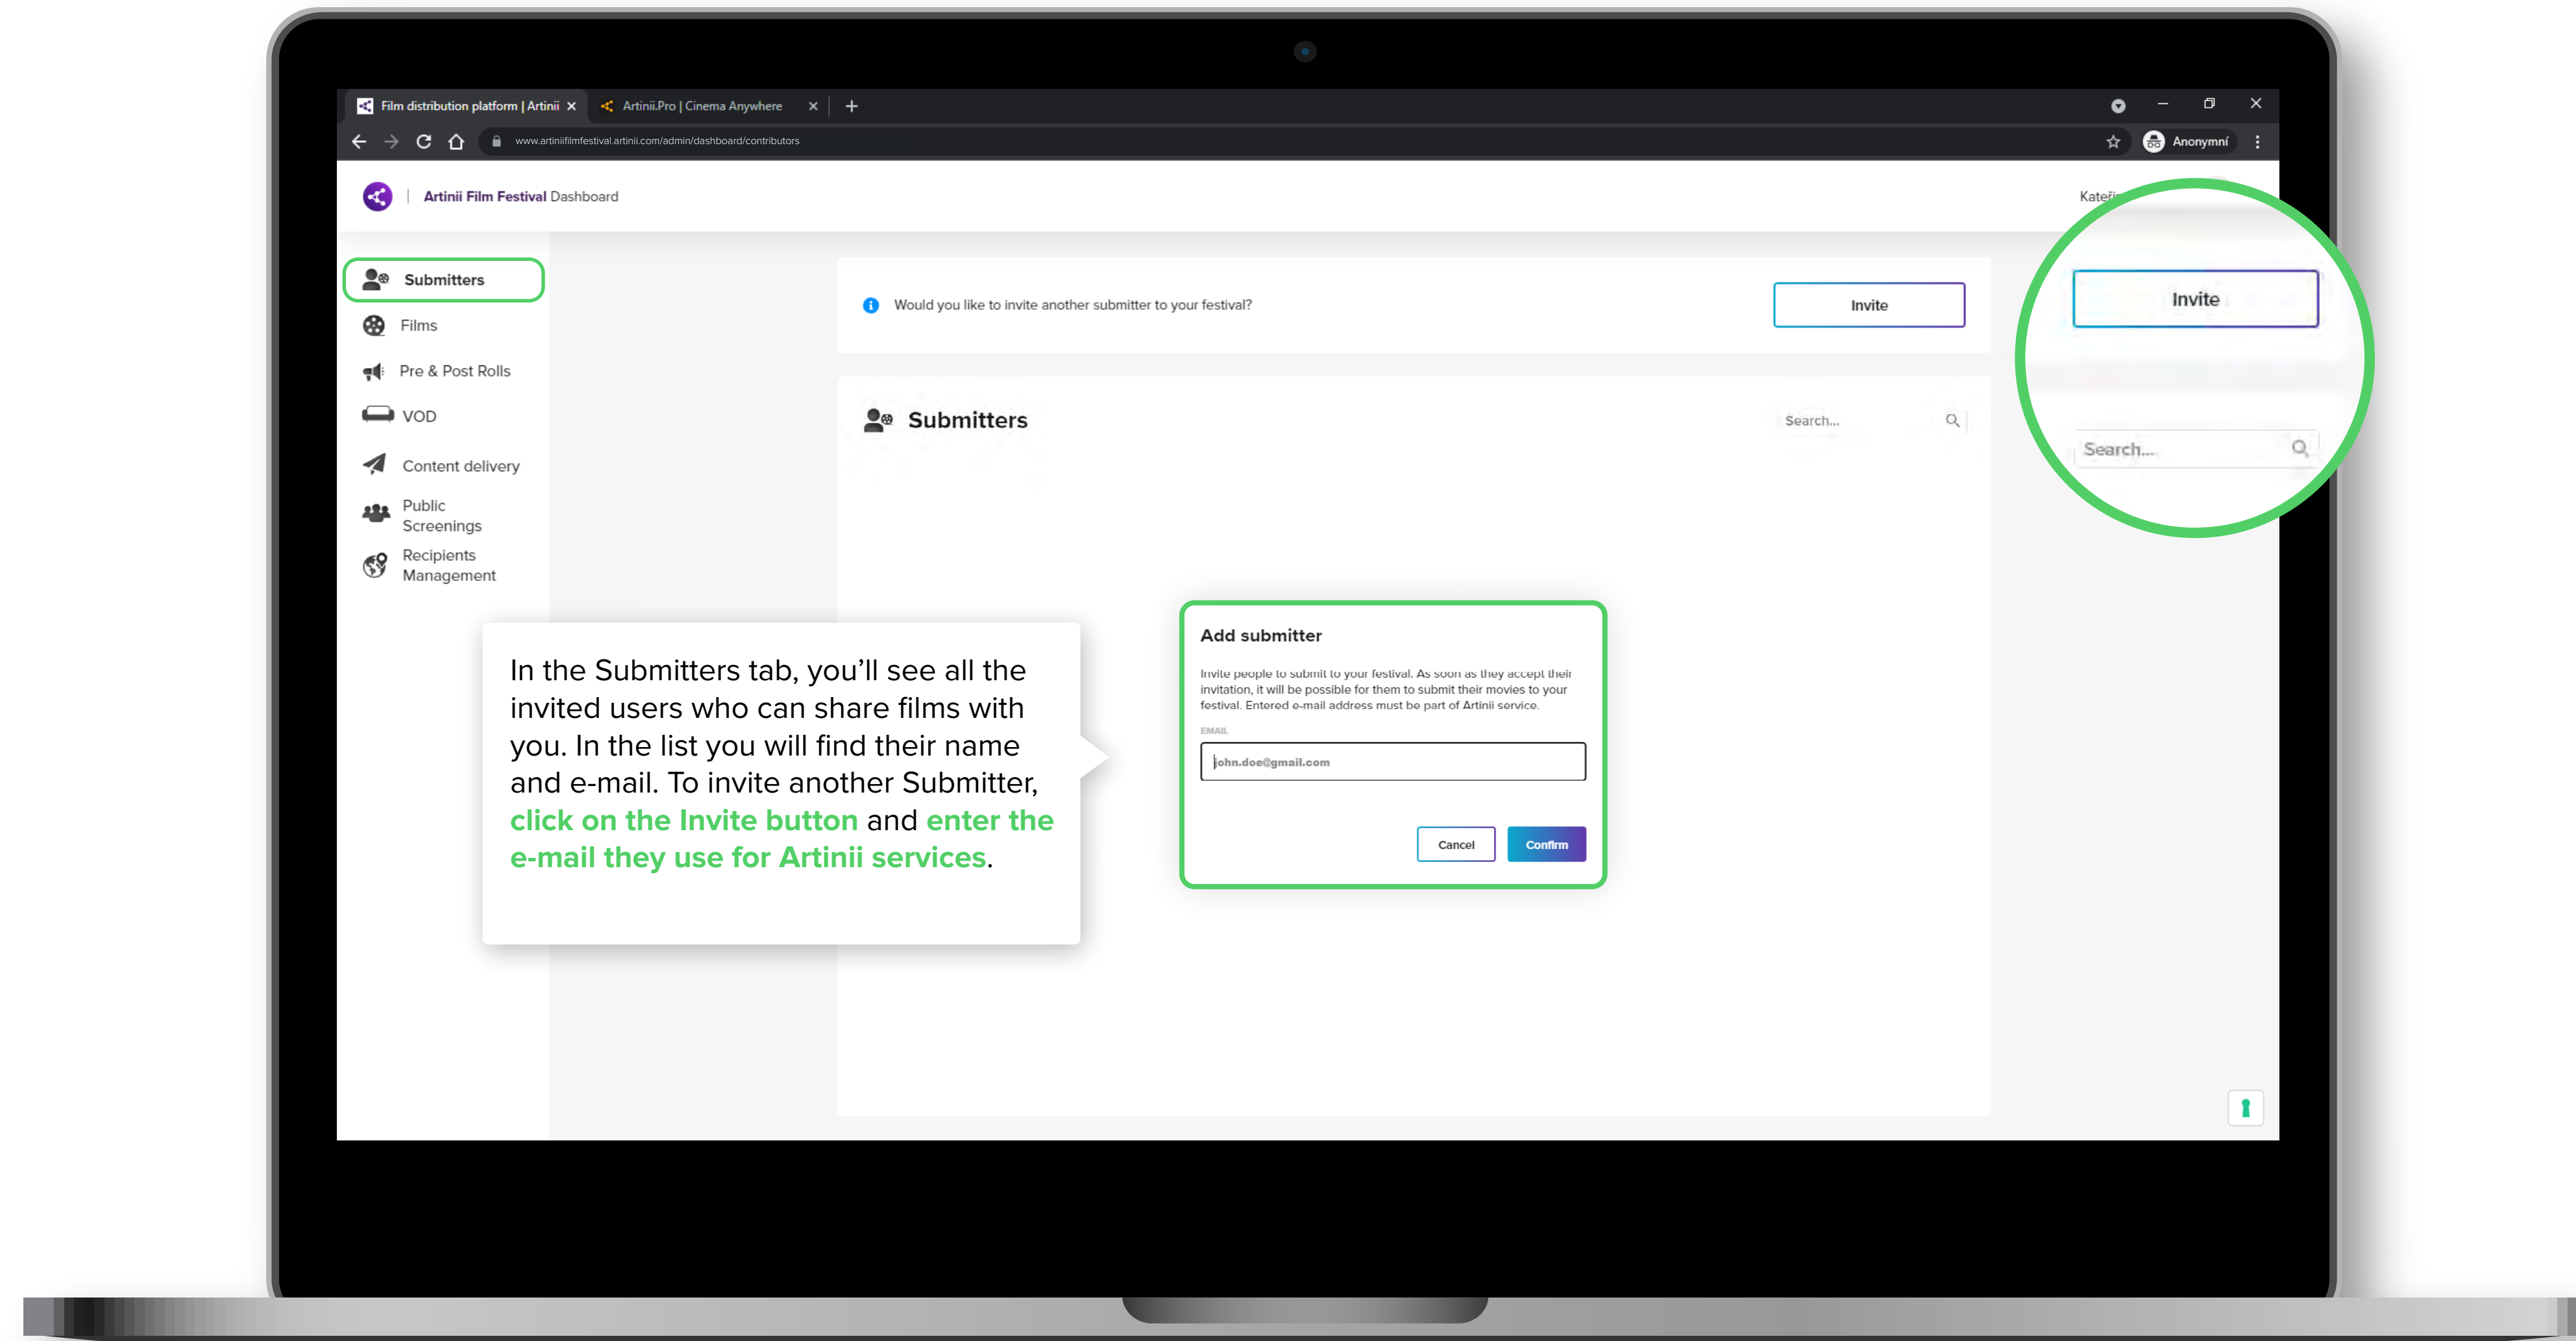 Film distribution platform | Artinii
Artinii.Pro | Cinema Anywhere
www.artiniifilmfestival.artinii.com/admin/dashboard/contributors
Anonymní
Artinii Film Festival Dashboard
Submitters
Films
Pre & Post Rolls
VOD
Content delivery
Public
Screenings
Recipients
Management
Would you like to invite another submitter to your festival?
Invite
Submitters
Search...
Invite
Search...
In the Submitters tab, you’ll see all the
invited users who can share films with
you. In the list you will find their name
and e-mail. To invite another Submitter,
click on the Invite button and enter the
e-mail they use for Artinii services.
Add submitter
Invite people to submit to your festival. As soon as they accept their
invitation, it will be possible for them to submit their movies to your
festival. Entered e-mail address must be part of Artinii service.
EMAIL
john.doe@gmail.com
Cancel
Confirm